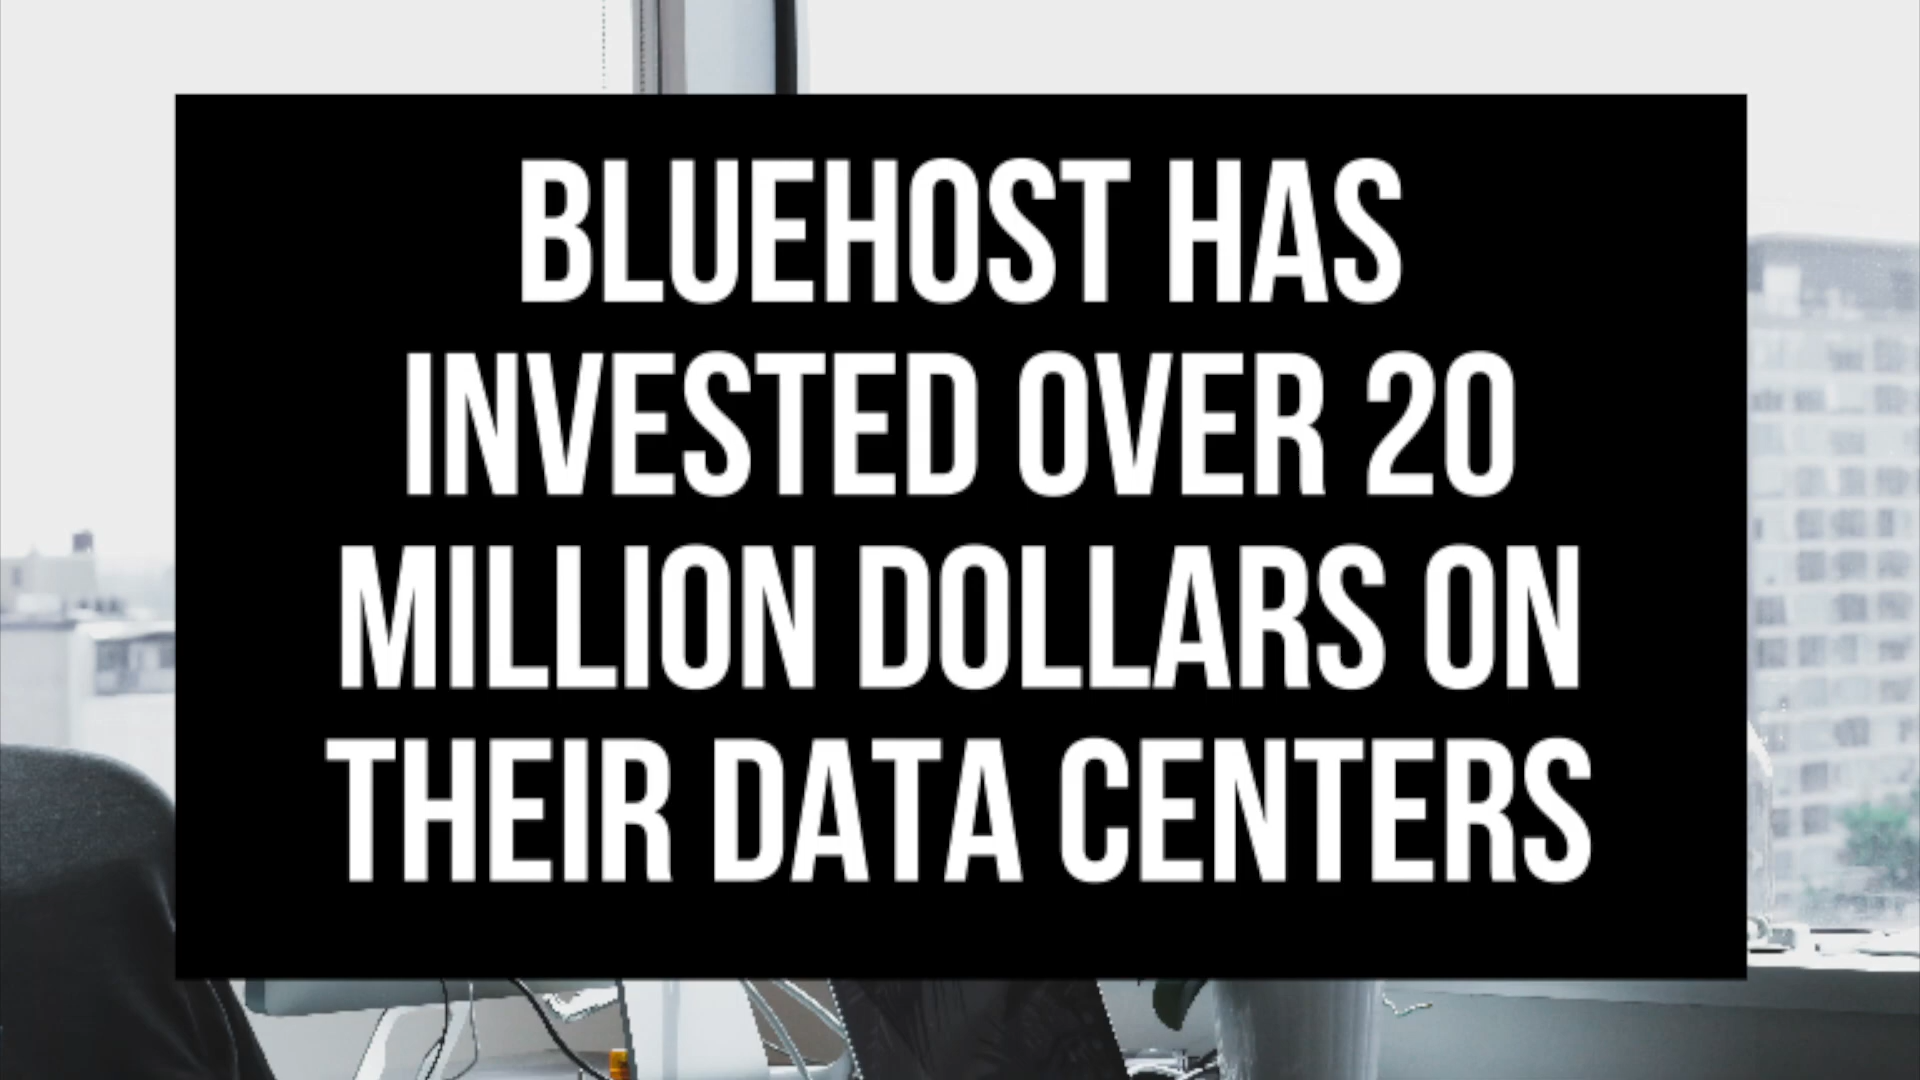 BLUEHOST HAS
INVESTED OVER 20
MILLION DOLLARS ON
THEIR DATA CENTERS